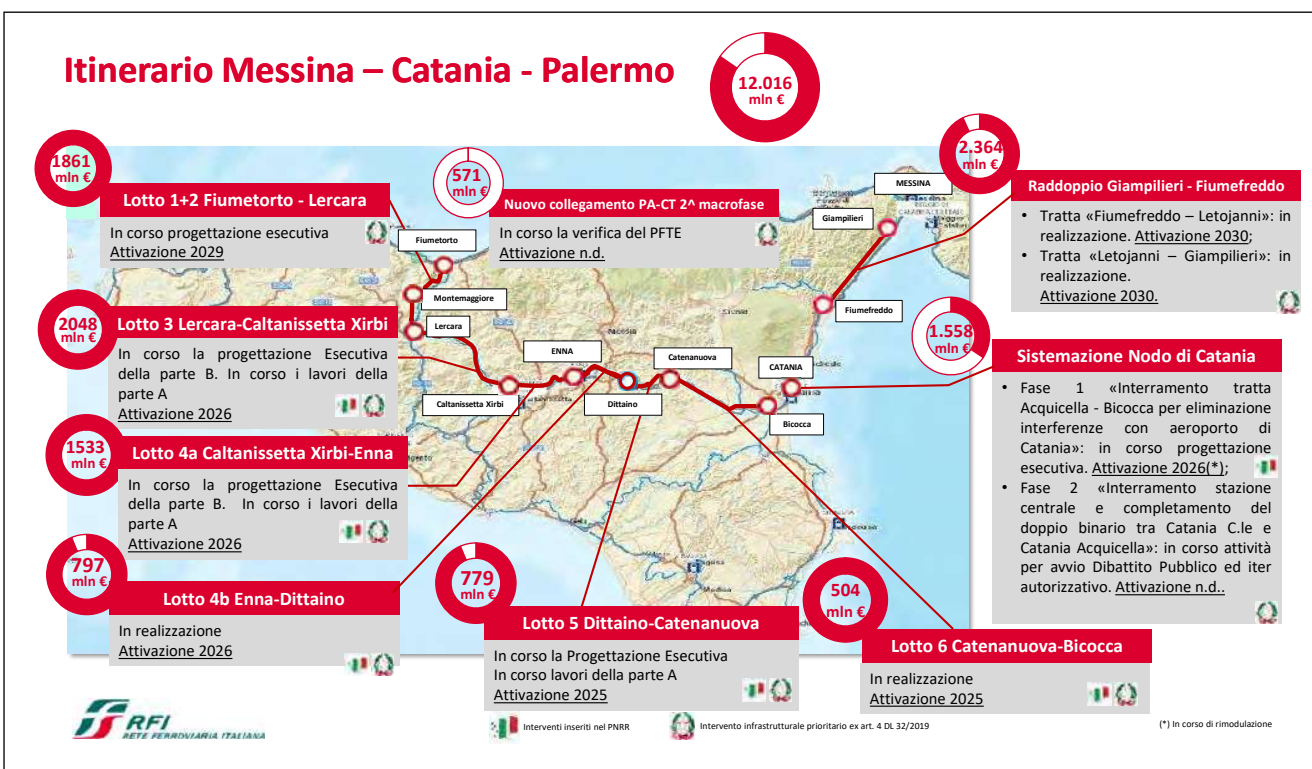 Itinerario Messina – Catania - Palermo
12.016
mln €
1861
mln €
Lotto 1+2 Fiumetorto - Lercara
In corso progettazione esecutiva
Attivazione 2029
571
mln €
Nuovo collegamento PA-CT 2^ macrofase
In corso la verifica del PFTE
Attivazione n.d.
2.364
mln €
Raddoppio Giampilieri - Fiumefreddo
• Tratta «Fiumefreddo – Letojanni»: in
realizzazione. Attivazione 2030;
• Tratta «Letojanni – Giampilieri»: in
realizzazione.
Attivazione 2030.
MESSINA
Giampilieri
Fiumetorto
Montemaggiore
Lercara
Fiumefreddo
ENNA
Catenanuova
CATANIA
Caltanissetta Xirbi
Dittaino
Bicocca
2048
mln €
Lotto 3 Lercara-Caltanissetta Xirbi
In corso la progettazione Esecutiva
della parte B. In corso i lavori della
parte A
Attivazione 2026
1.558
mln €
Sistemazione Nodo di Catania
• Fase 1 «Interramento tratta
Acquicella - Bicocca per eliminazione
interferenze con aeroporto di
Catania»: in corso progettazione
esecutiva. Attivazione 2026(*);
• Fase 2 «Interramento stazione
centrale e completamento del
doppio binario tra Catania C.le e
Catania Acquicella»: in corso attività
per avvio Dibattito Pubblico ed iter
autorizzativo. Attivazione n.d..
1533
mln €
Lotto 4a Caltanissetta Xirbi-Enna
In corso la progettazione Esecutiva
della parte B. In corso i lavori della
parte A
Attivazione 2026
797
mln €
Lotto 4b Enna-Dittaino
In realizzazione
Attivazione 2026
779
mln €
Lotto 5 Dittaino-Catenanuova
In corso la Progettazione Esecutiva
In corso lavori della parte A
Attivazione 2025
504
mln €
Lotto 6 Catenanuova-Bicocca
In realizzazione
Attivazione 2025
RFI
RETE FERROVIARIA ITALIANA
Interventi inseriti nel PNRR
Intervento infrastrutturale prioritario ex art. 4 DL 32/2019
(*) In corso di rimodulazione